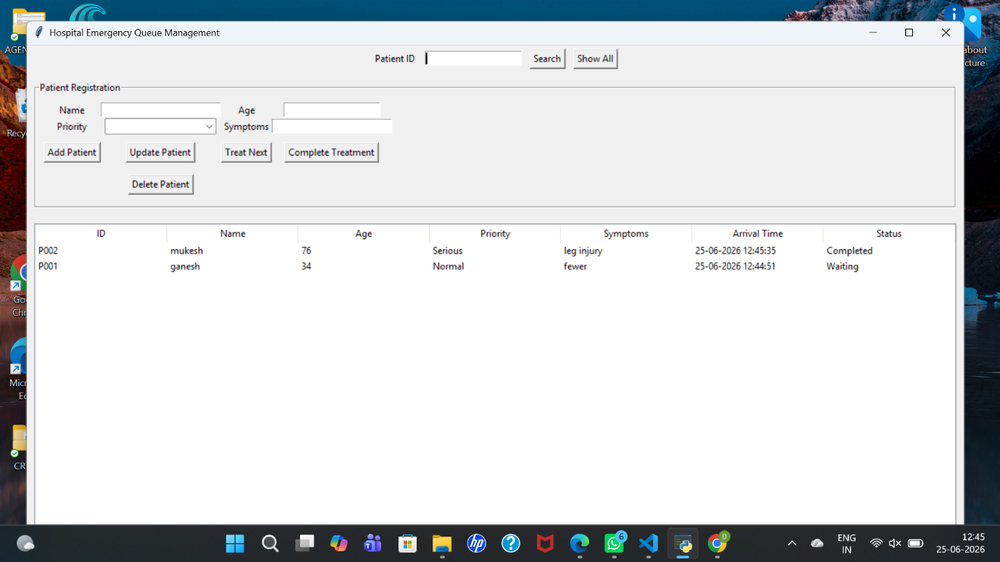 Hospital Emergency Queue Management
Patient ID Search Show All
Patient Registration
Name Age
Priority Symptoms
Add Patient Update Patient Treat Next Complete Treatment
Delete Patient
ID Name Age Priority Symptoms Arrival Time Status
P002 mukesh 76 Serious leg injury 25-06-2026 12:45:35 Completed
P001 ganesh 34 Normal fewer 25-06-2026 12:44:51 Waiting
AGEN
Recy
Go
Chr
Micr
Ed
CR
about
cture
hp
T
?
6
D
ENG
IN
12:45
25-06-2026